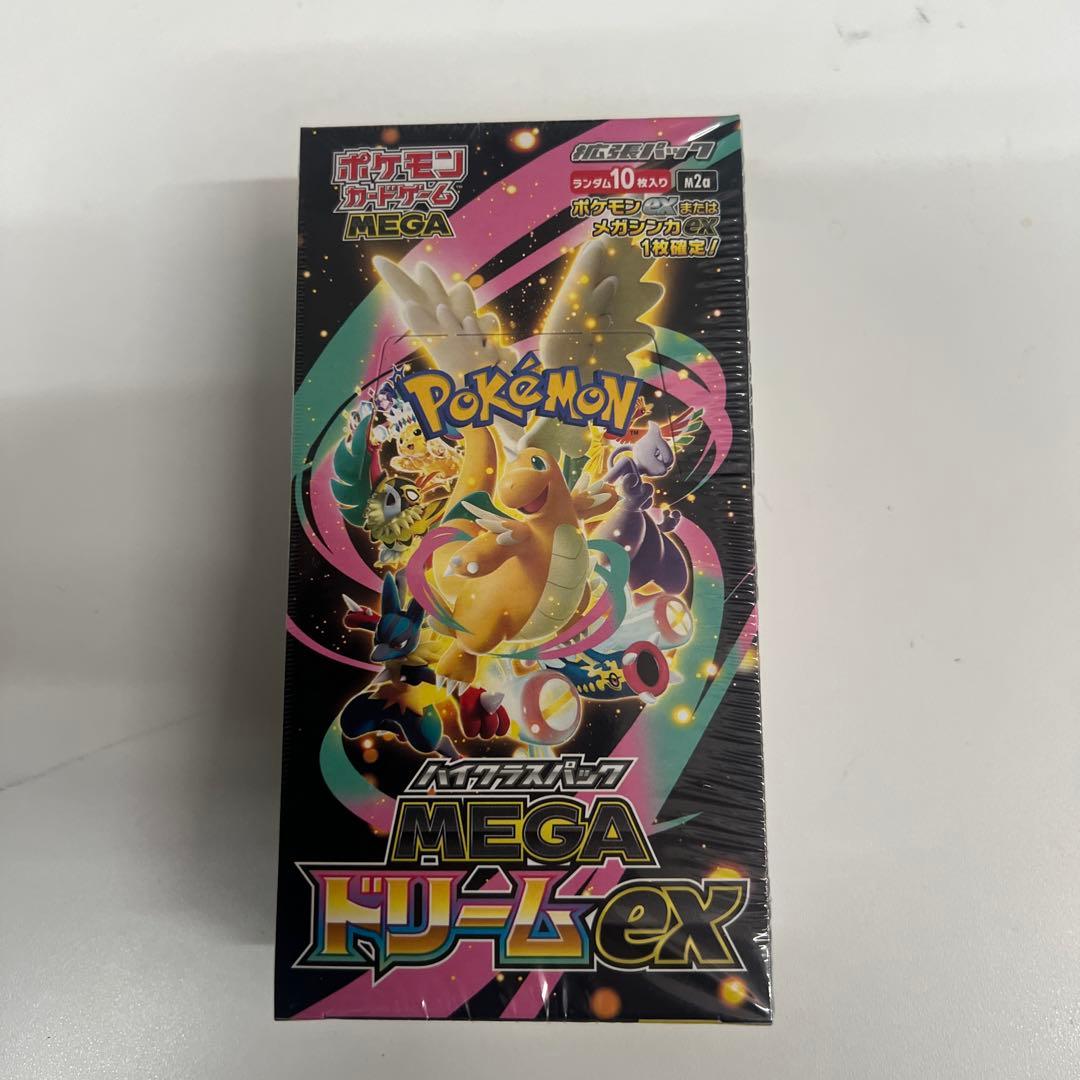 ポケモン
カードゲーム™
MEGA
拡張パック
ランダム10枚入り M2a
ポケモンexまたは
メガシンカex
1枚確定!
POKÉMON
TM
ハイクラスパック
MEGA
ドリームex